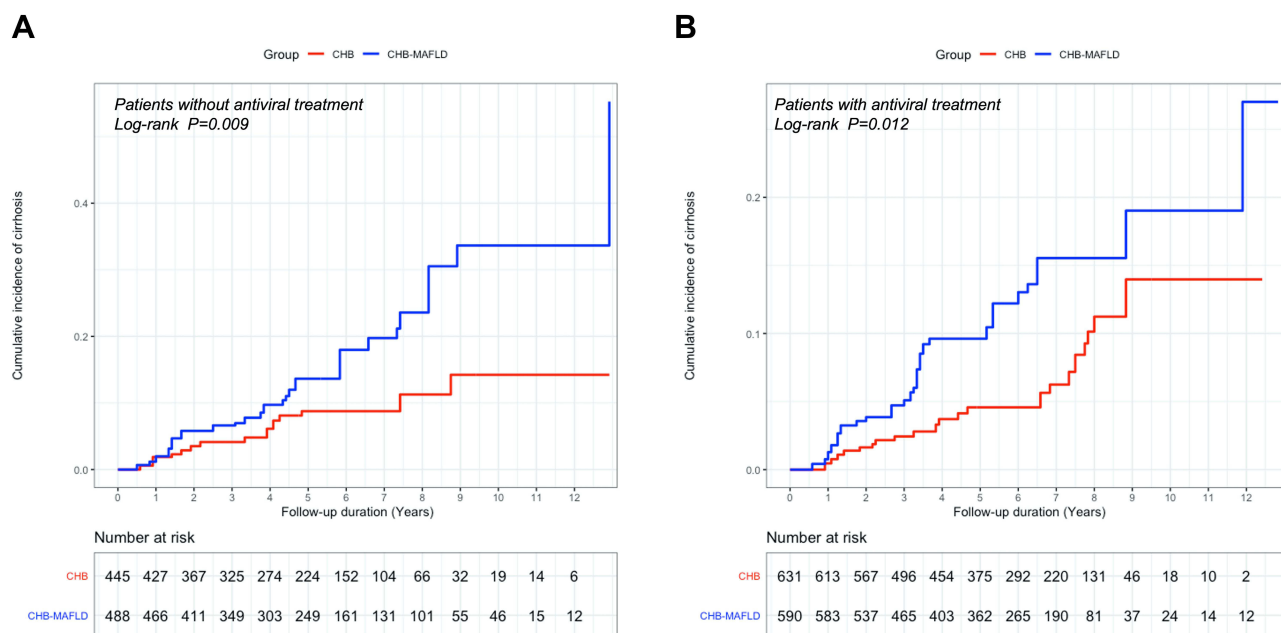 A
Group CHB CHB-MAFLD
Patients without antiviral treatment
Log-rank P=0.009
Cumulative incidence of cirrhosis
0.4
0.2
0.0
0 1 2 3 4 5 6 7 8 9 10 11 12
Follow-up duration (Years)
Number at risk
CHB 445 427 367 325 274 224 152 104 66 32 19 14 6
CHB-MAFLD 488 466 411 349 303 249 161 131 101 55 46 15 12
B
Group CHB CHB-MAFLD
Patients with antiviral treatment
Log-rank P=0.012
Cumulative incidence of cirrhosis
0.2
0.1
0.0
0 1 2 3 4 5 6 7 8 9 10 11 12
Follow-up duration (Years)
Number at risk
CHB 631 613 567 496 454 375 292 220 131 46 18 10 2
CHB-MAFLD 590 583 537 465 403 362 265 190 81 37 24 14 12